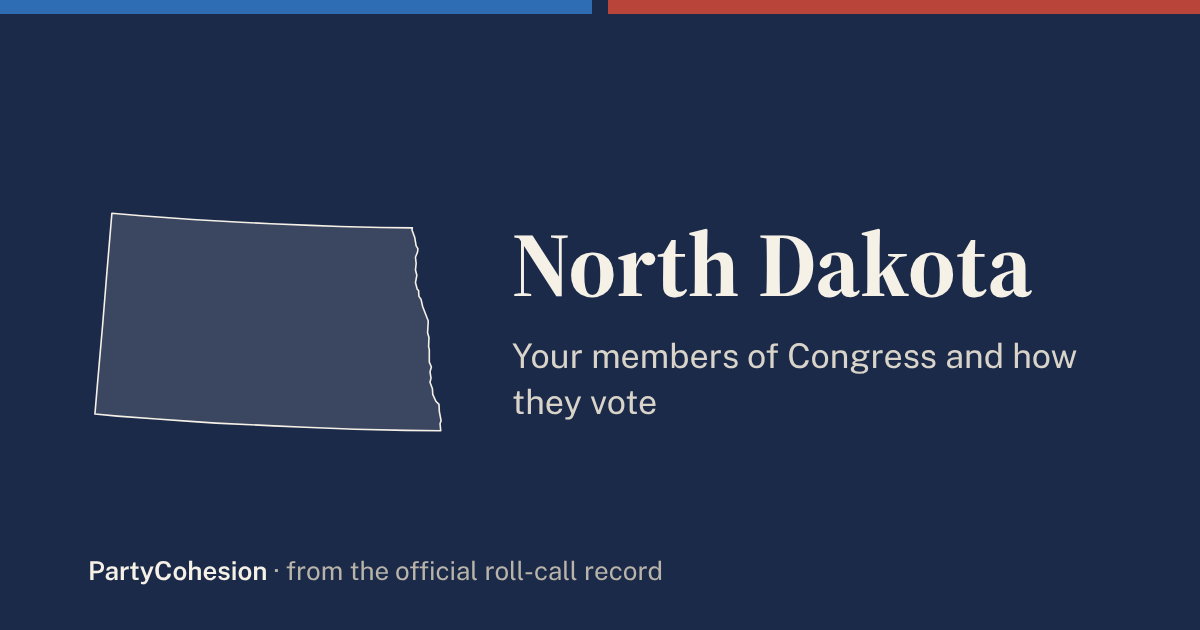 North Dakota
Your members of Congress and how
they vote
PartyCohesion · from the official roll-call record